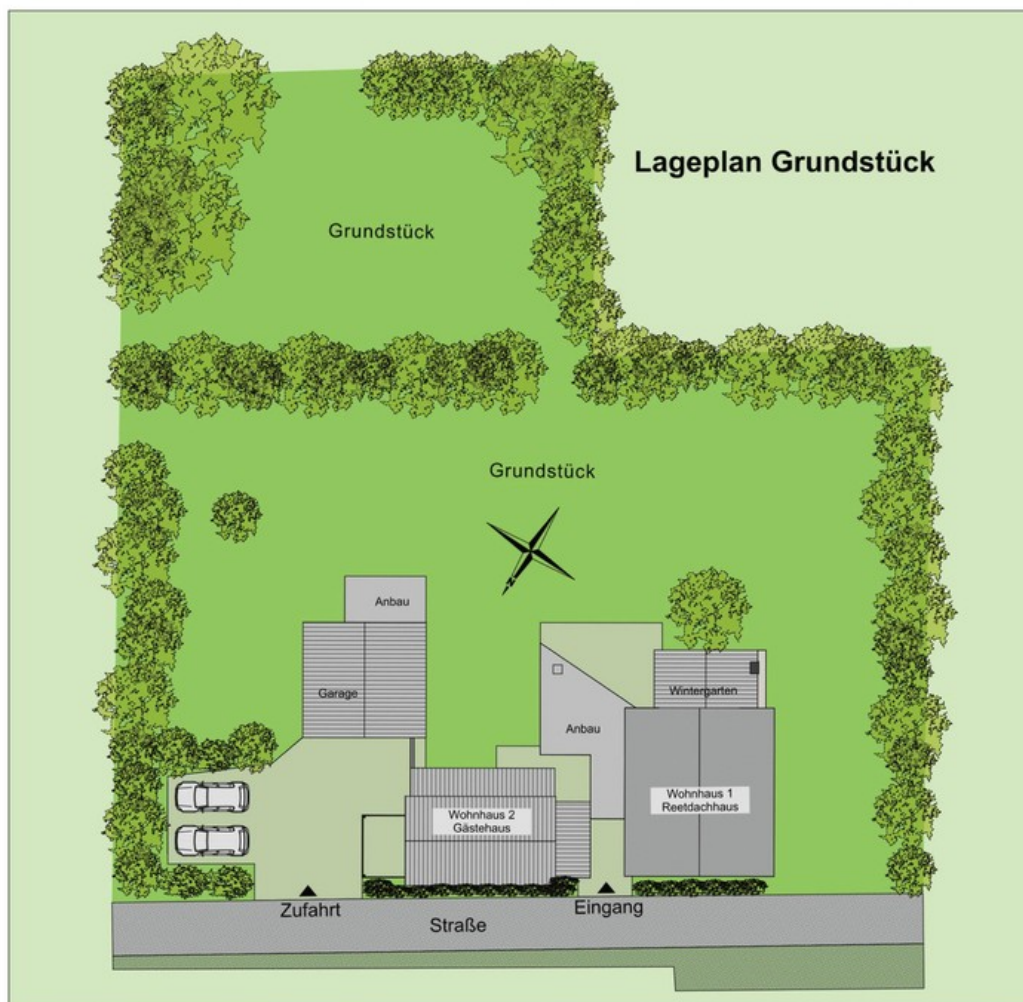 Lageplan Grundstück
Grundstück
Grundstück
N
Anbau
Garage
Wintergarten
Anbau
Wohnhaus 1
Reetdachhaus
Wohnhaus 2
Gästehaus
Zufahrt
Eingang
Straße